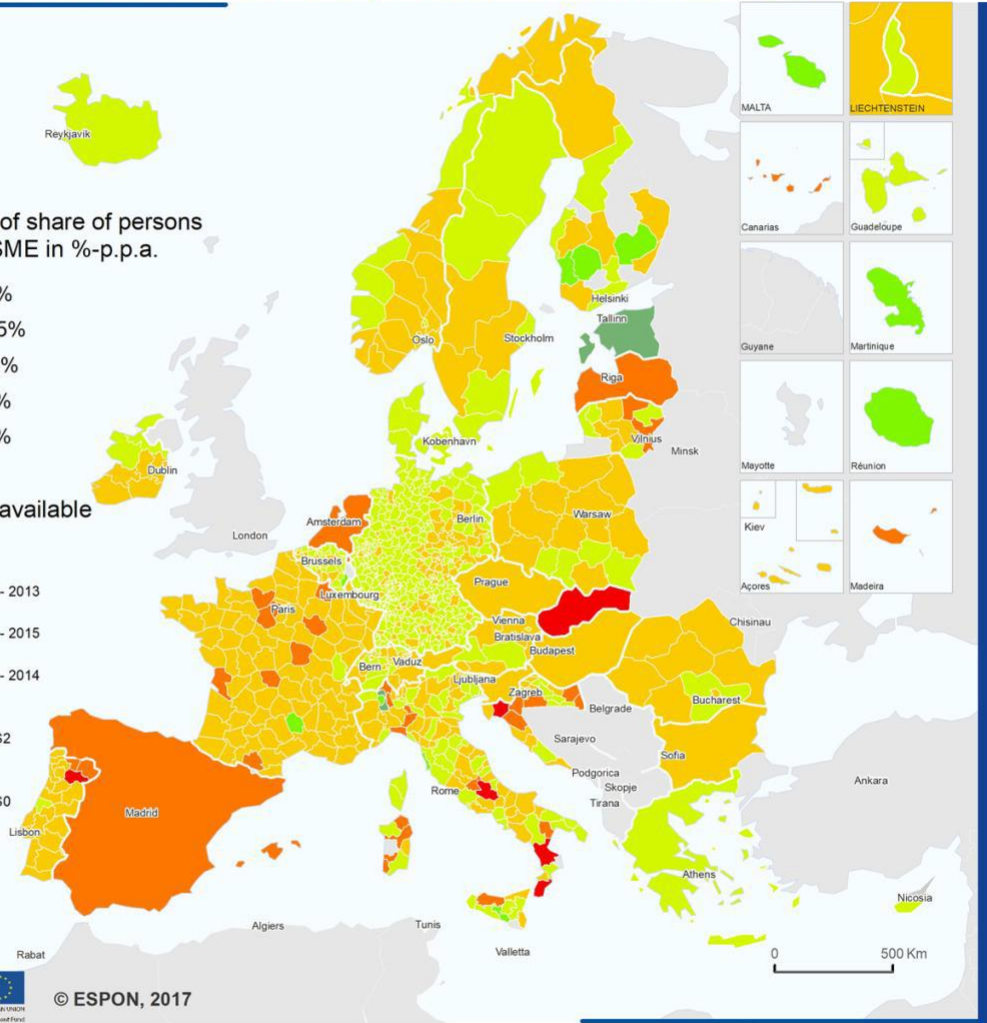 of share of persons
SME in %-p.p.a.
%
5%
%
%
%
available
- 2013
- 2015
- 2014
S2
S0
Reykjavik
Oslo
Stockholm
Helsinki
Tallinn
Riga
Vilnius
Minsk
Kobenhavn
Dublin
London
Amsterdam
Berlin
Warsaw
Brussels
Luxembourg
Prague
Paris
Vienna
Bratislava
Budapest
Chisinau
Bern
Vaduz
Ljubljana
Zagreb
Belgrade
Bucharest
Sarajevo
Sofia
Podgorica
Skopje
Tirana
Rome
Ankara
Madrid
Lisbon
Athens
Nicosia
Algiers
Tunis
Valletta
Rabat
MALTA
LIECHTENSTEIN
Canarias
Guadeloupe
Guyane
Martinique
Mayotte
Réunion
Kiev
Açores
Madeira
0
500 Km
© ESPON, 2017